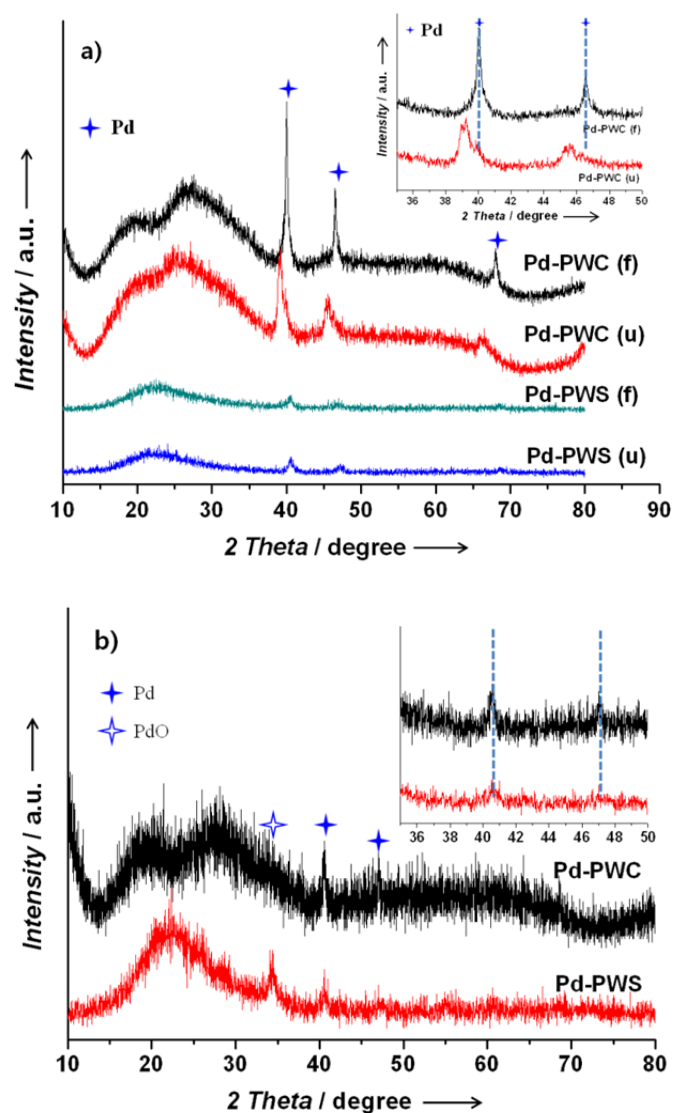 a)
Pd
Intensity / a.u.
Pd-PWC (f)
Pd-PWC (u)
Pd-PWS (f)
Pd-PWS (u)
10 20 30 40 50 60 70 80 90
2 Theta / degree
Pd
Intensity / a.u.
Pd-PWC (f)
Pd-PWC (u)
36 38 40 42 44 46 48 50
2 Theta / degree
b)
Pd
PdO
Intensity / a.u.
36 38 40 42 44 46 48 50
Pd-PWC
Pd-PWS
10 20 30 40 50 60 70 80
2 Theta / degree